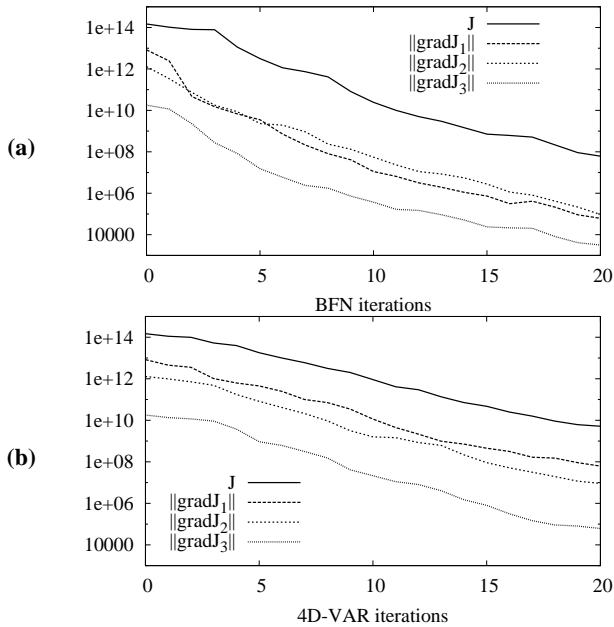 (a)
1e+14
1e+12
1e+10
1e+08
1e+06
10000
J
||gradJ1||
||gradJ2||
||gradJ3||
0 5 10 15 20
BFN iterations
(b)
1e+14
1e+12
1e+10
1e+08
1e+06
10000
J
||gradJ1||
||gradJ2||
||gradJ3||
0 5 10 15 20
4D-VAR iterations